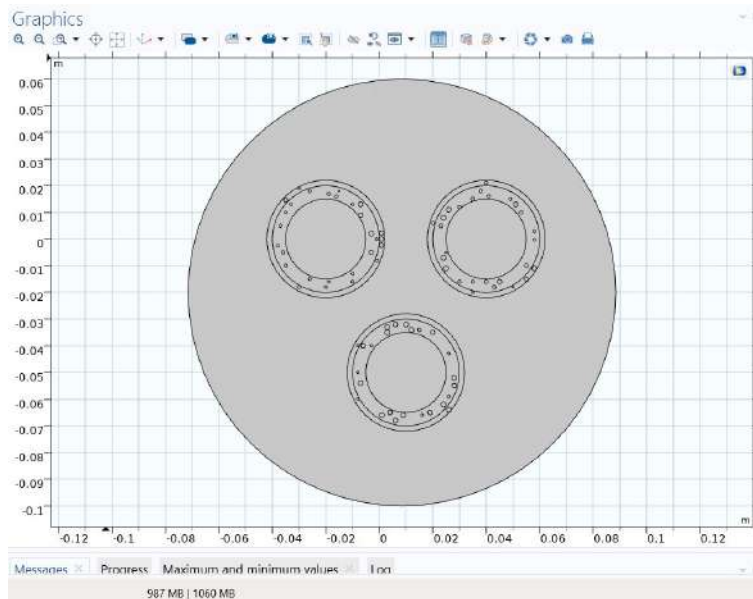 Graphics
m
0.06
0.05
0.04
0.03
0.02
0.01
0
-0.01
-0.02
-0.03
-0.04
-0.05
-0.06
-0.07
-0.08
-0.09
-0.1
m
-0.12 -0.1 -0.08 -0.06 -0.04 -0.02 0 0.02 0.04 0.06 0.08 0.1 0.12
Messages Progress Maximum and minimum values Log
987 MB | 1060 MB